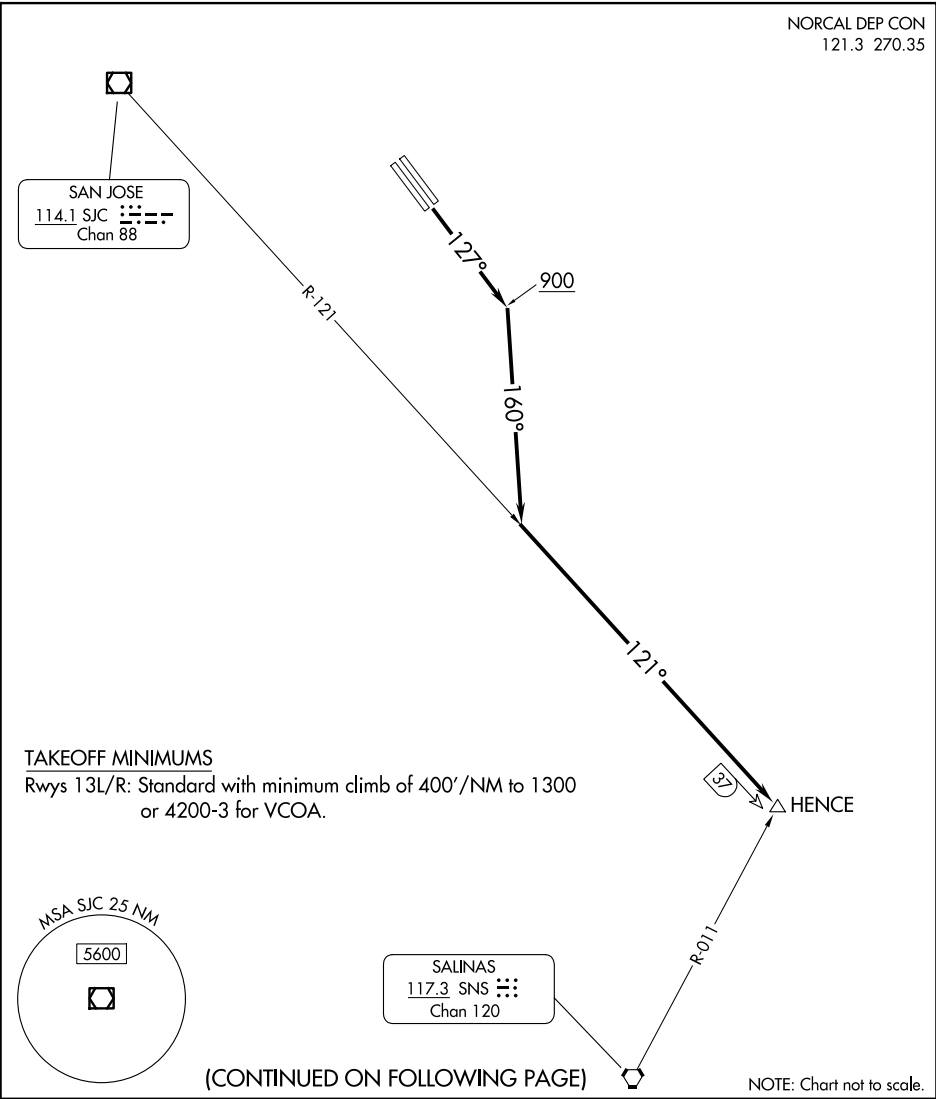 NORCAL DEP CON
121.3 270.35
SAN JOSE
114.1 SJC
Chan 88
R-121
127°
900
160°
121°
TAKEOFF MINIMUMS
Rwys 13L/R: Standard with minimum climb of 400'/NM to 1300
or 4200-3 for VCOA.
37
HENCE
MSA SJC 25 NM
5600
R-011
SALINAS
117.3 SNS
Chan 120
(CONTINUED ON FOLLOWING PAGE)
NOTE: Chart not to scale.